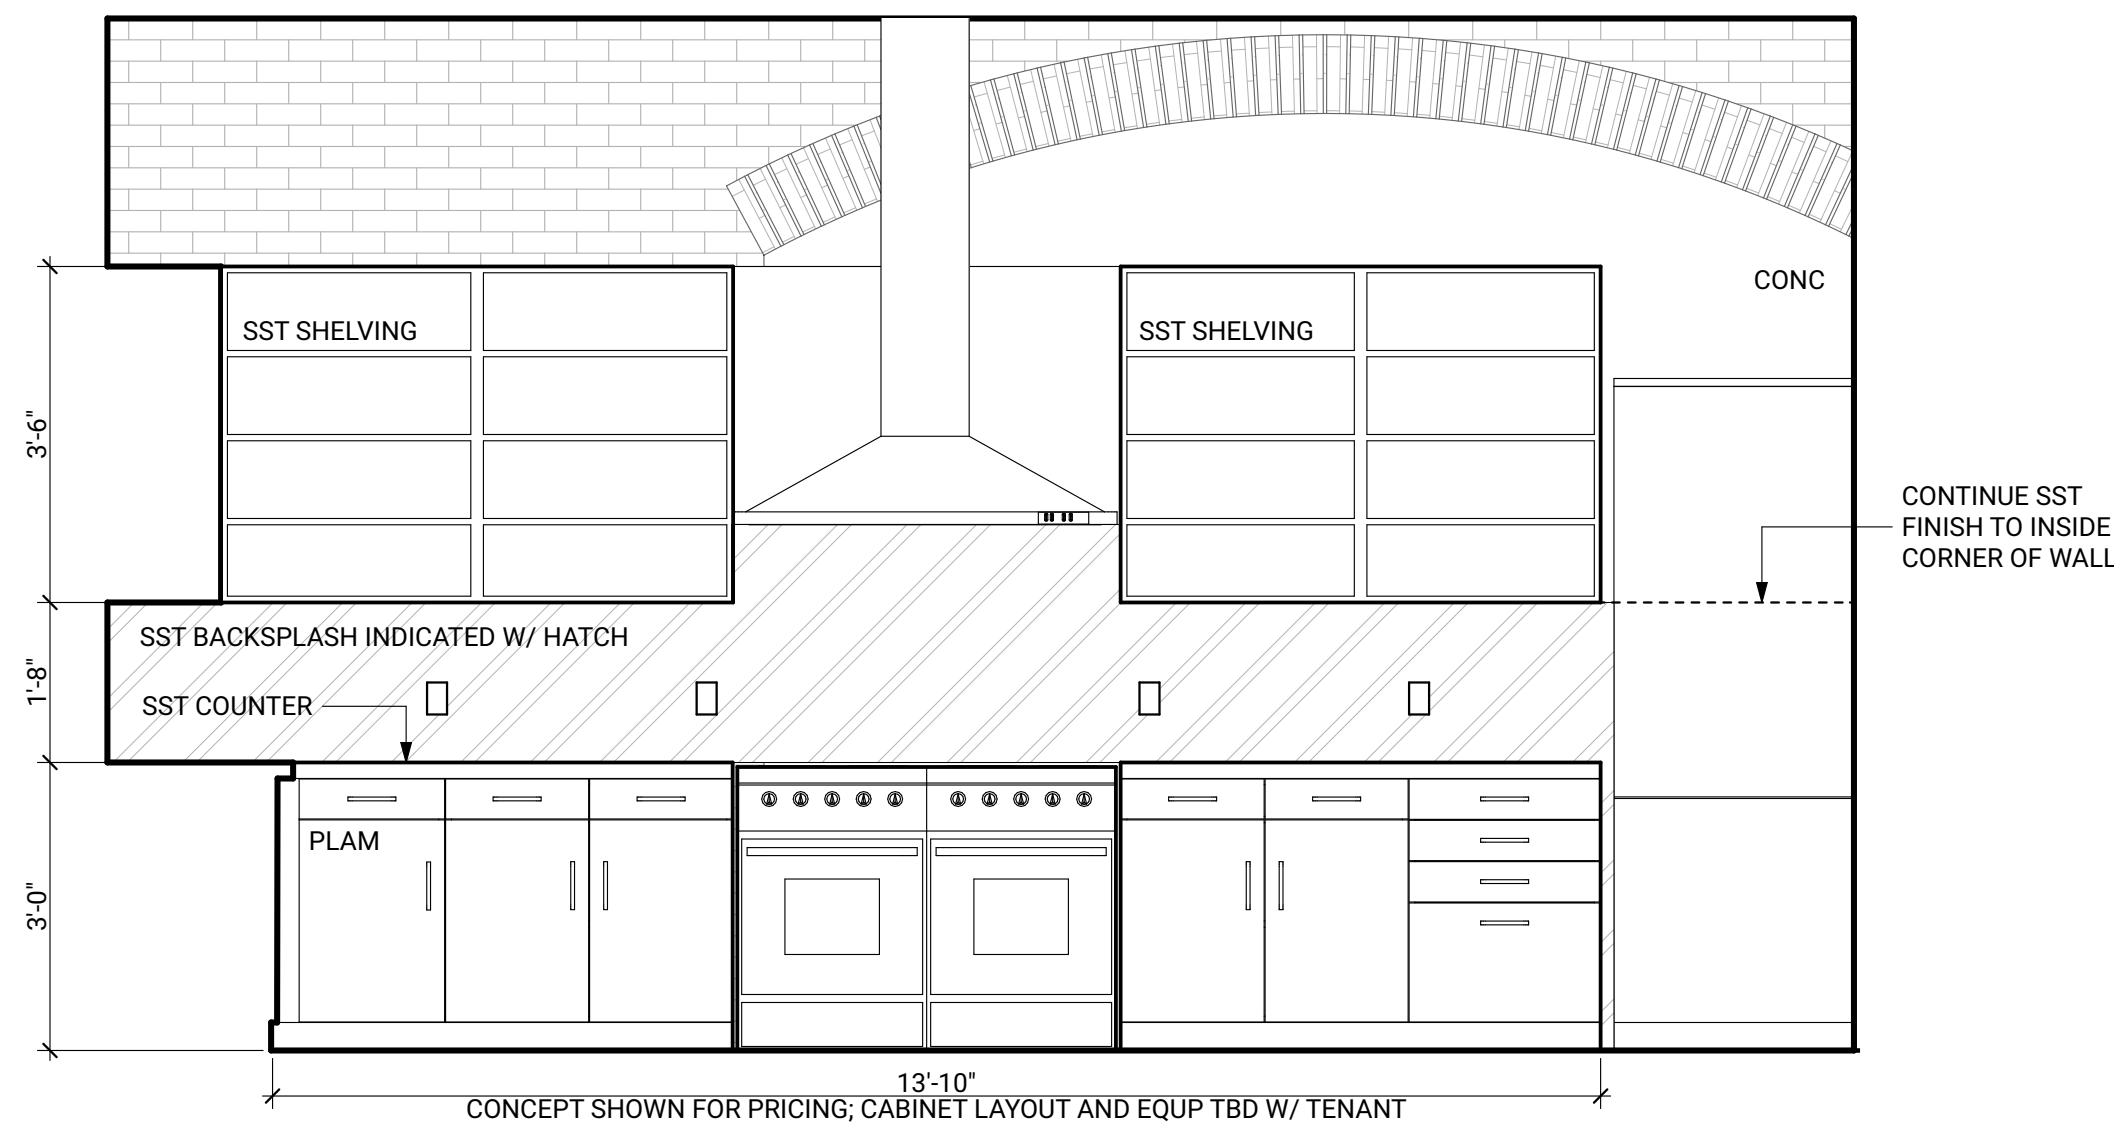 CONC
SST SHELVING
SST SHELVING
3'-6"
CONTINUE SST
FINISH TO INSIDE
CORNER OF WALL
SST BACKSPLASH INDICATED W/ HATCH
1'-8"
SST COUNTER
PLAM
3'-0"
13'-10"
CONCEPT SHOWN FOR PRICING; CABINET LAYOUT AND EQUP TBD W/ TENANT